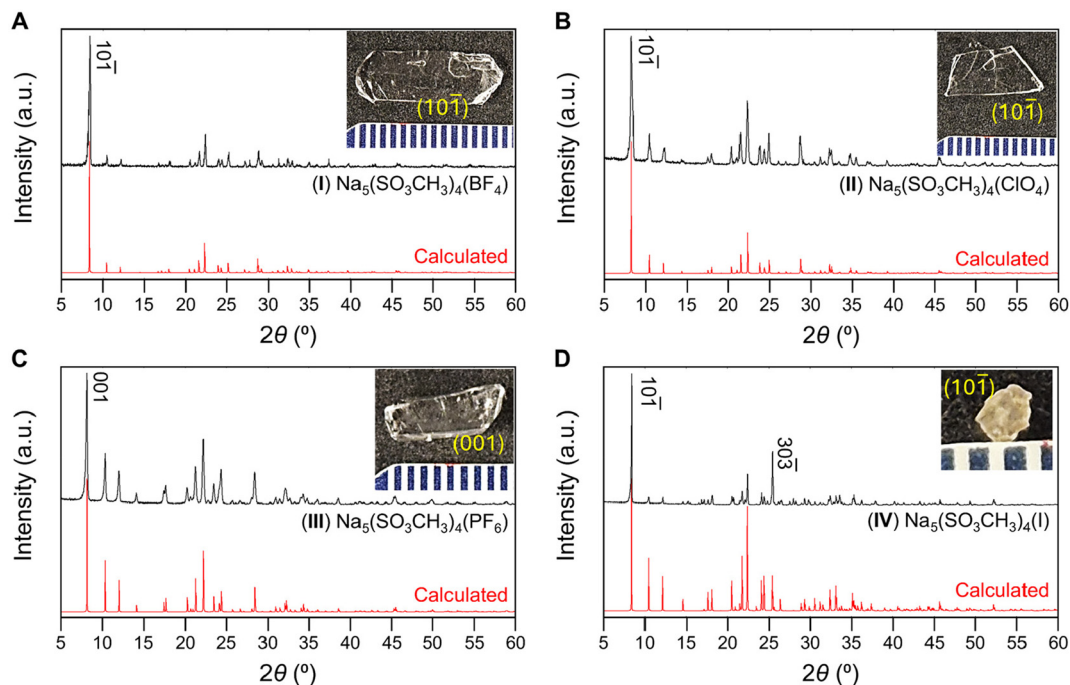 A
Intensity (a.u.)
101̅
(101̅)
(I) Na₅(SO₃CH₃)₄(BF₄)
Calculated
5 10 15 20 25 30 35 40 45 50 55 60
2θ (º)
B
Intensity (a.u.)
101̅
(101̅)
(II) Na₅(SO₃CH₃)₄(ClO₄)
Calculated
5 10 15 20 25 30 35 40 45 50 55 60
2θ (º)
C
Intensity (a.u.)
001
(001)
(III) Na₅(SO₃CH₃)₄(PF₆)
Calculated
5 10 15 20 25 30 35 40 45 50 55 60
2θ (º)
D
Intensity (a.u.)
101̅
(101̅)
303̅
(IV) Na₅(SO₃CH₃)₄(I)
Calculated
5 10 15 20 25 30 35 40 45 50 55 60
2θ (º)